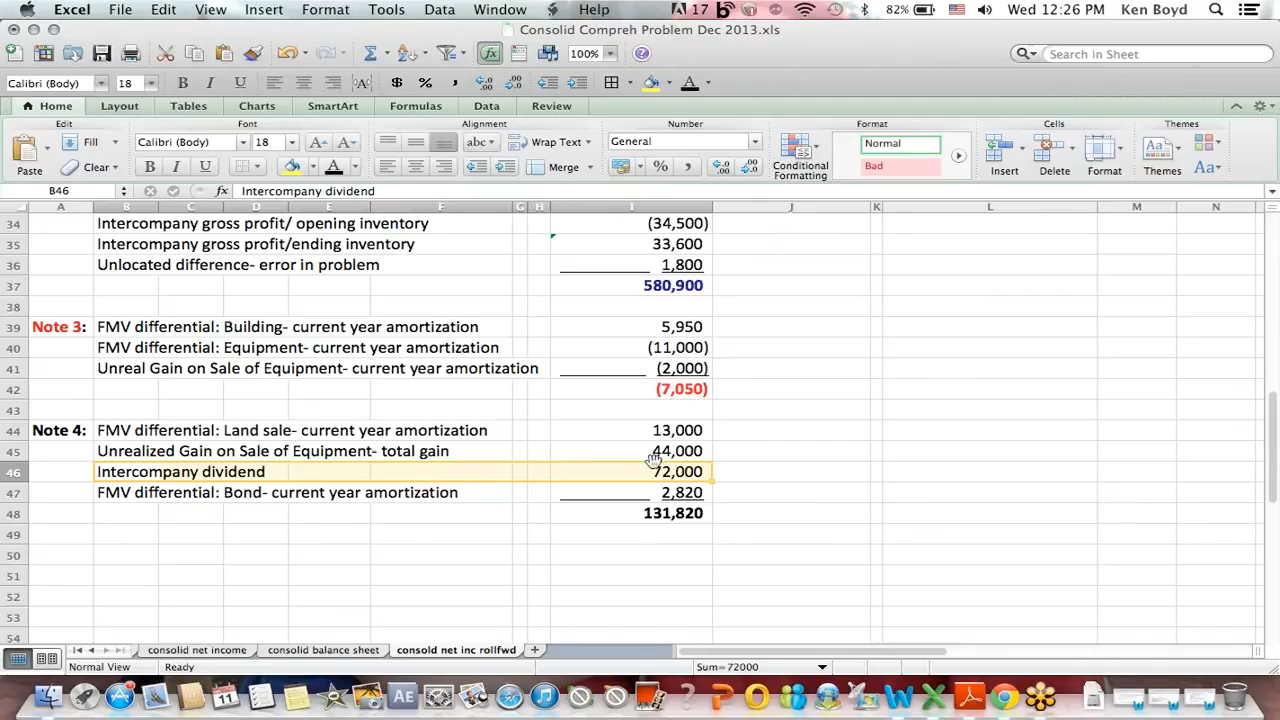 Excel File Edit View Insert Format Tools Data Window Help 17 82% Wed 12:26 PM Ken Boyd
Consolid Compreh Problem Dec 2013.xls
100% Search in Sheet
Calibri (Body) 18 B I U $ % ,
Home Layout Tables Charts SmartArt Formulas Data Review
Edit Font Alignment Number Format Cells Themes
Fill Calibri (Body) 18 abc Wrap Text General Normal
Paste Clear B I U Merge % , Conditional Formatting Bad Insert Delete Format Themes Aa
B46 fx Intercompany dividend
A B C D E F G H I J K L M N
34 Intercompany gross profit/ opening inventory (34,500)
35 Intercompany gross profit/ending inventory 33,600
36 Unlocated difference- error in problem 1,800
37 580,900
38
39 Note 3: FMV differential: Building- current year amortization 5,950
40 FMV differential: Equipment- current year amortization (11,000)
41 Unreal Gain on Sale of Equipment- current year amortization (2,000)
42 (7,050)
43
44 Note 4: FMV differential: Land sale- current year amortization 13,000
45 Unrealized Gain on Sale of Equipment- total gain 44,000
46 Intercompany dividend 72,000
47 FMV differential: Bond- current year amortization 2,820
48 131,820
49
50
51
52
53
54
consolid net income consolid balance sheet consold net inc rollfwd
Normal View Ready Sum=72000